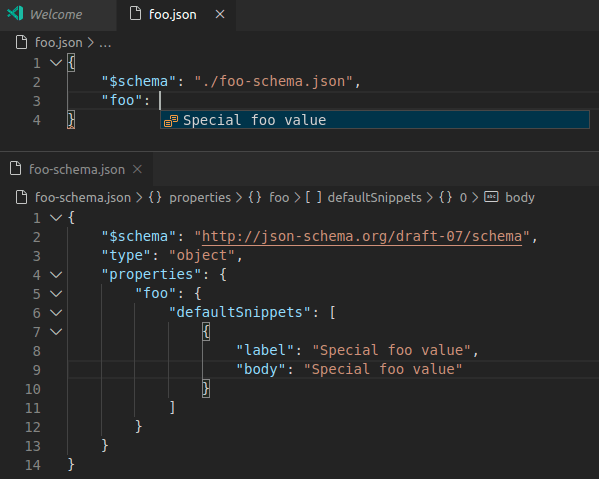 Welcome foo.json ×
foo.json > ...
1 {
2 "$schema": "./foo-schema.json",
3 "foo":
Special foo value
4 }
foo-schema.json ×
foo-schema.json > {} properties > {} foo > [ ] defaultSnippets > {} 0 > abc body
1 {
2 "$schema": "http://json-schema.org/draft-07/schema",
3 "type": "object",
4 "properties": {
5 "foo": {
6 "defaultSnippets": [
7 {
8 "label": "Special foo value",
9 "body": "Special foo value"
10 }
11 ]
12 }
13 }
14 }